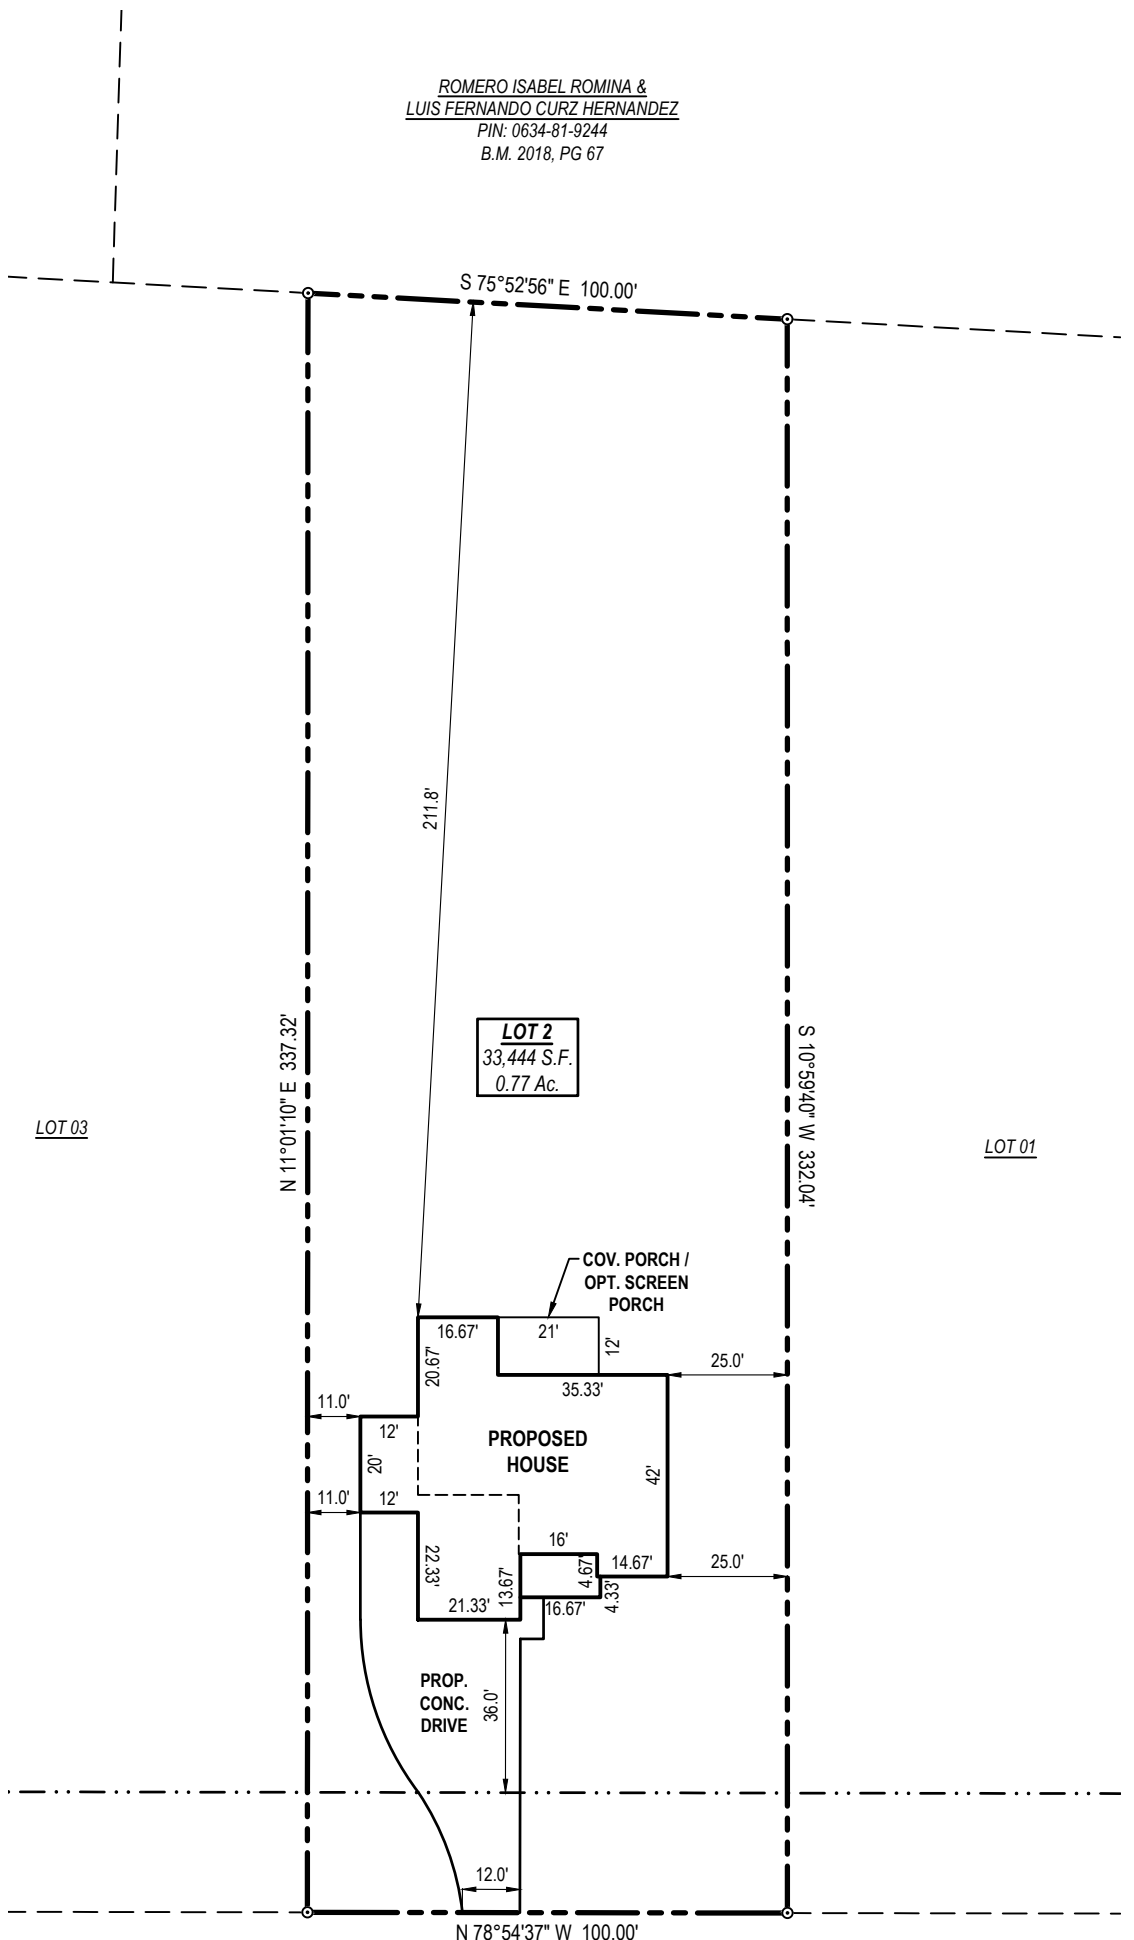 ROMERO ISABEL ROMINA &
LUIS FERNANDO CURZ HERNANDEZ
PIN: 0634-81-9244
B.M. 2018, PG 67
S 75°52'56" E 100.00'
211.8'
LOT 2
33,444 S.F.
0.77 Ac.
N 11°01'10" E 337.32'
S 10°59'40" W 332.04'
LOT 03
LOT 01
COV. PORCH /
OPT. SCREEN
PORCH
16.67'
21'
12'
20.67'
25.0'
35.33'
11.0'
12'
PROPOSED
HOUSE
20'
42'
11.0'
12'
16'
22.33'
4.67'
14.67'
25.0'
13.67'
4.33'
21.33'
16.67'
PROP.
CONC.
DRIVE
36.0'
12.0'
N 78°54'37" W 100.00'